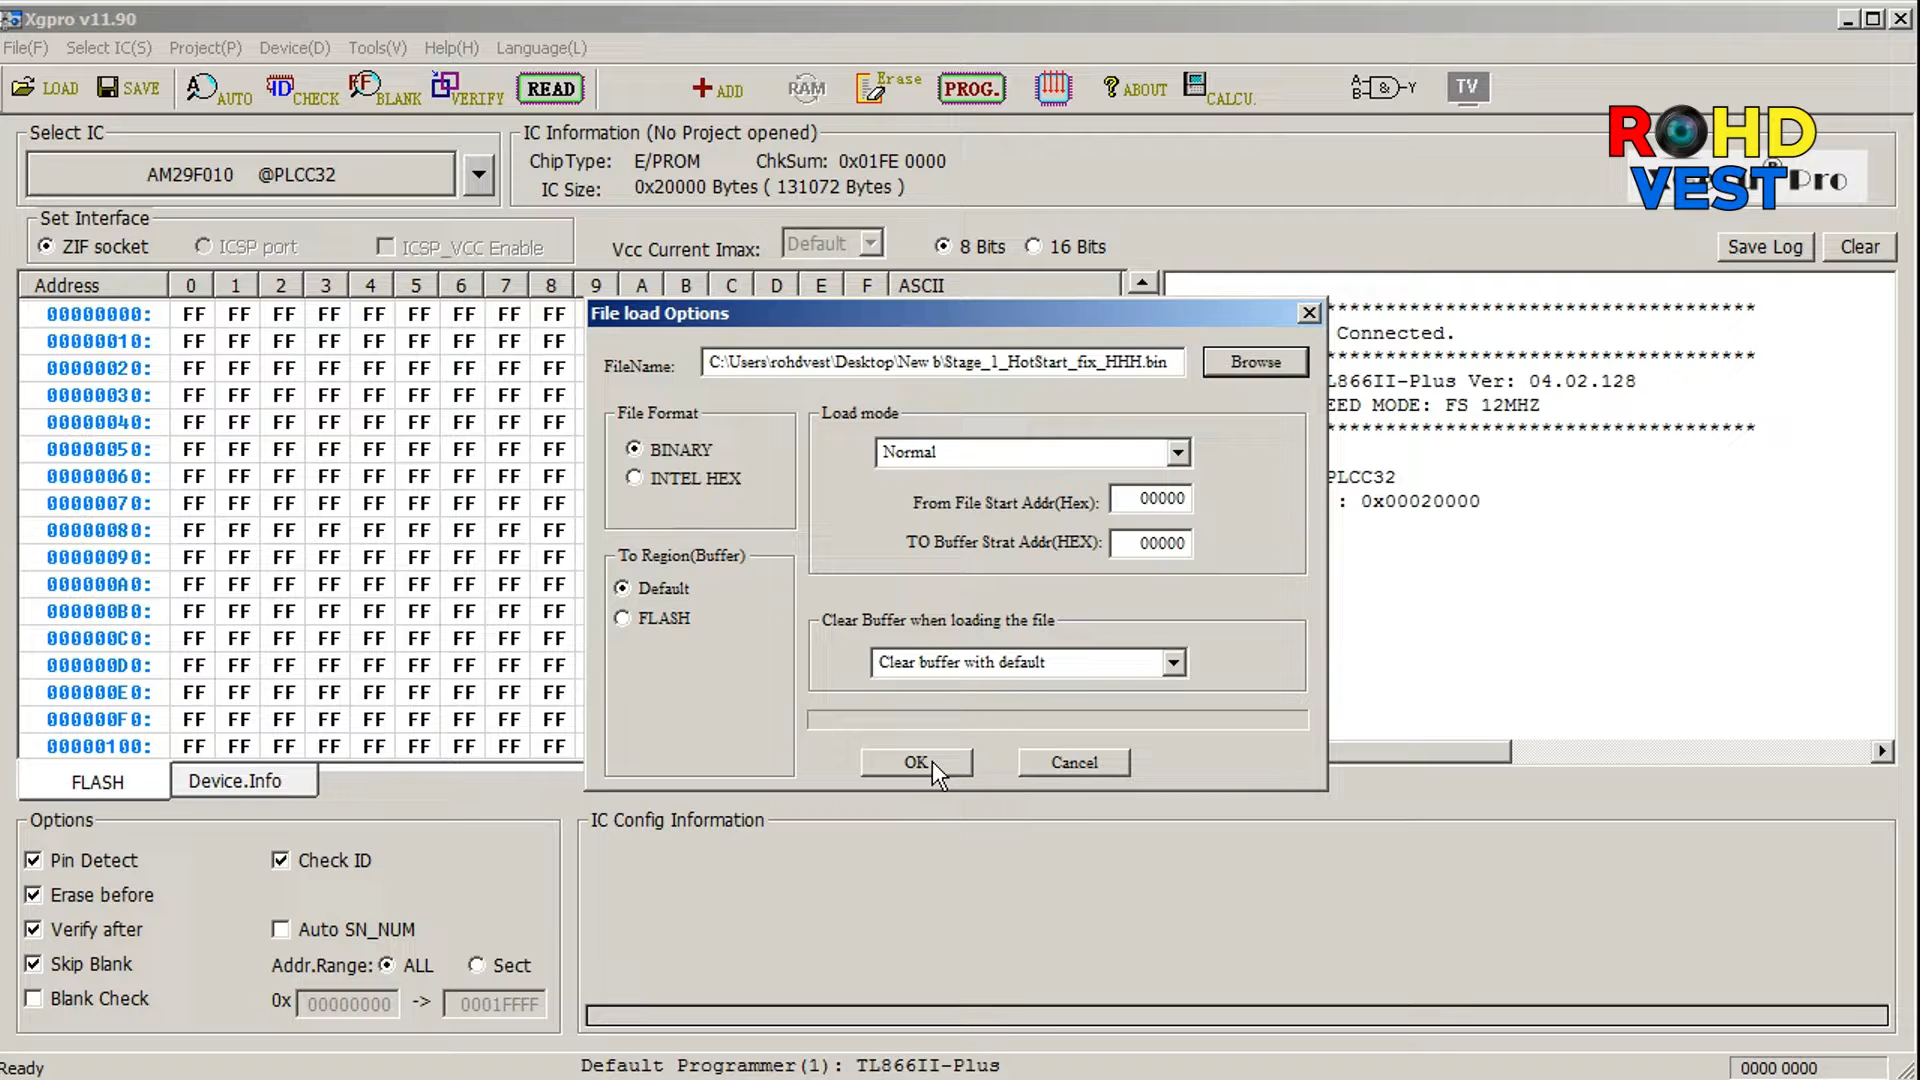 Xgpro v11.90
File(F) Select IC(S) Project(P) Device(D) Tools(V) Help(H) Language(L)
LOAD SAVE AUTO CHECK BLANK VERIFY READ ADD RAM Erase PROG. ABOUT CALCU. TV
ROHD
VEST
Pro
Select IC
AM29F010 @PLCC32
IC Information (No Project opened)
ChipType: E/PROM ChkSum: 0x01FE 0000
IC Size: 0x20000 Bytes ( 131072 Bytes )
Set Interface
ZIF socket ICSP port ICSP_VCC Enable
Vcc Current Imax: Default 8 Bits 16 Bits
Save Log Clear
Address 0 1 2 3 4 5 6 7 8 9 A B C D E F ASCII
00000000: FF FF FF FF FF FF FF FF FF
00000010: FF FF FF FF FF FF FF FF FF
00000020: FF FF FF FF FF FF FF FF FF
00000030: FF FF FF FF FF FF FF FF FF
00000040: FF FF FF FF FF FF FF FF FF
00000050: FF FF FF FF FF FF FF FF FF
00000060: FF FF FF FF FF FF FF FF FF
00000070: FF FF FF FF FF FF FF FF FF
00000080: FF FF FF FF FF FF FF FF FF
00000090: FF FF FF FF FF FF FF FF FF
000000A0: FF FF FF FF FF FF FF FF FF
000000B0: FF FF FF FF FF FF FF FF FF
000000C0: FF FF FF FF FF FF FF FF FF
000000D0: FF FF FF FF FF FF FF FF FF
000000E0: FF FF FF FF FF FF FF FF FF
000000F0: FF FF FF FF FF FF FF FF FF
00000100: FF FF FF FF FF FF FF FF FF
File load Options
FileName: C:\Users\rohdvest\Desktop\New b\Stage_1_HotStart_fix_HHH.bin Browse
File Format
BINARY
INTEL HEX
To Region(Buffer)
Default
FLASH
Load mode
Normal
From File Start Addr(Hex): 00000
TO Buffer Strat Addr(HEX): 00000
Clear Buffer when loading the file
Clear buffer with default
OK Cancel
***********************************
Connected.
***********************************
L866II-Plus Ver: 04.02.128
EED MODE: FS 12MHZ
***********************************
PLCC32
: 0x00020000
FLASH Device.Info
Options
Pin Detect Check ID
Erase before
Verify after Auto SN_NUM
Skip Blank Addr.Range: ALL Sect
Blank Check 0x 00000000 -> 0001FFFF
IC Config Information
Ready
Default Programmer(1): TL866II-Plus
0000 0000